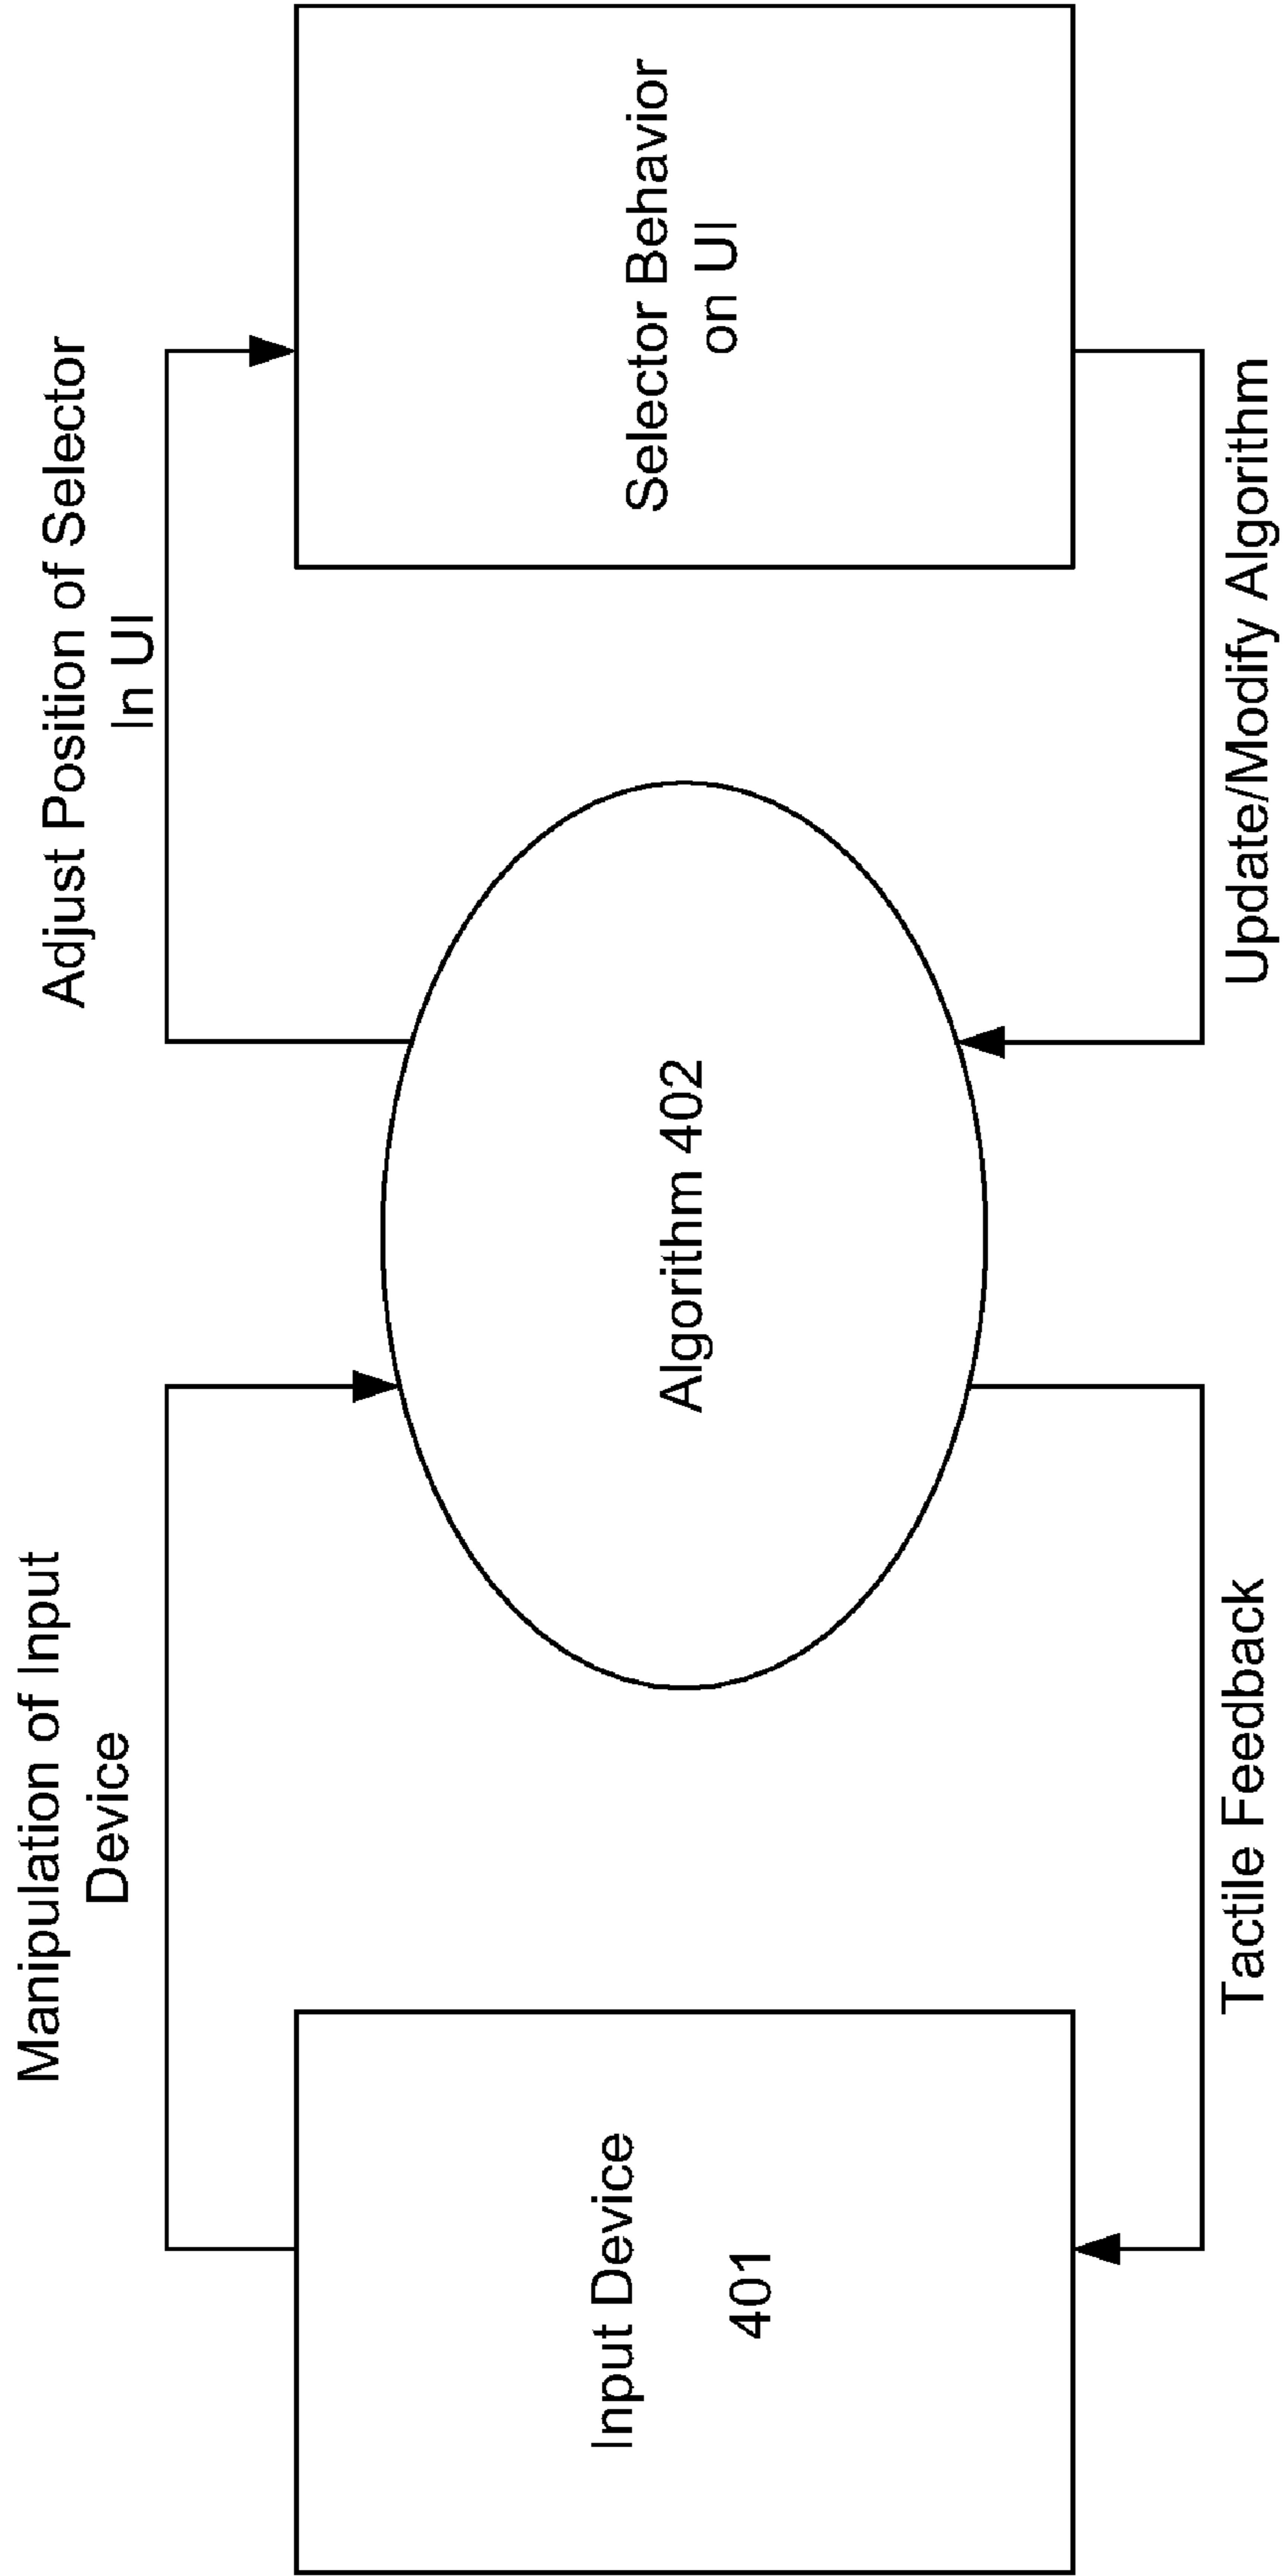 Manipulation of Input
Device
Adjust Position of Selector
In UI
Input Device
401
Algorithm 402
Selector Behavior
on UI
Tactile Feedback
Update/Modify Algorithm